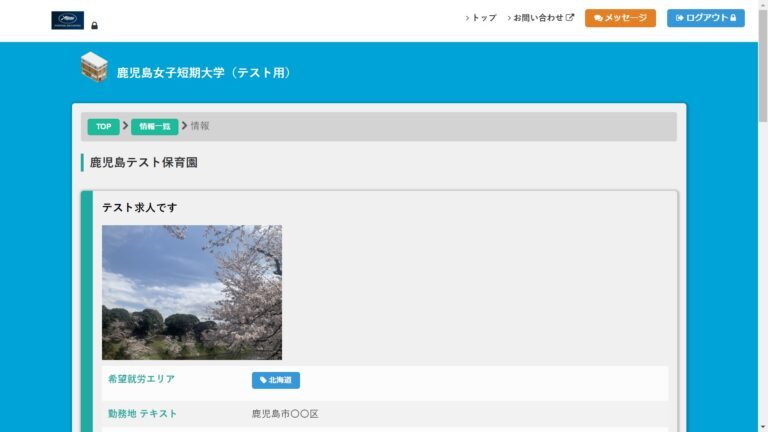 トップ お問い合わせ メッセージ ログアウト
鹿児島女子短期大学（テスト用）
TOP 情報一覧 情報
鹿児島テスト保育園
テスト求人です
希望就労エリア 北海道
勤務地 テキスト 鹿児島市〇〇区